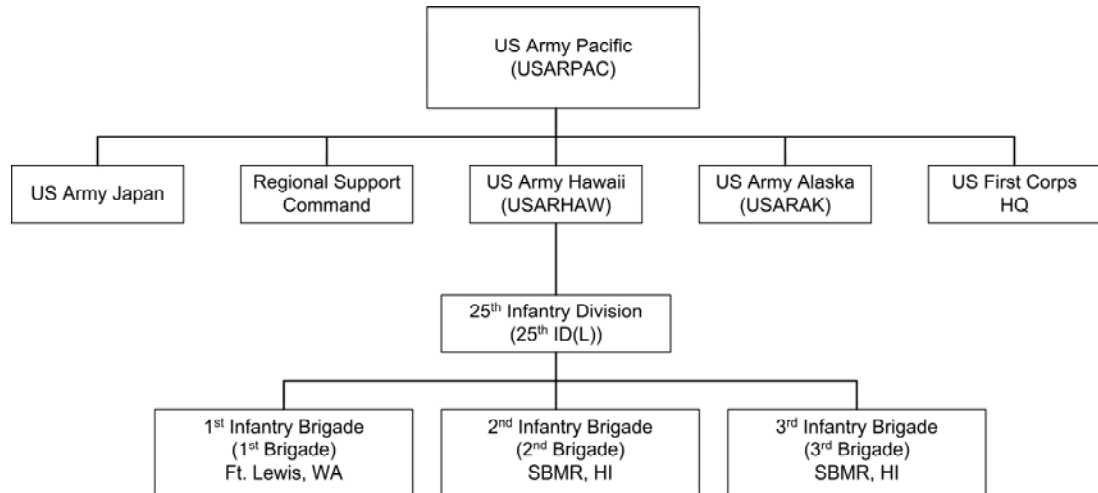 US Army Pacific
(USARPAC)
US Army Japan
Regional Support
Command
US Army Hawaii
(USARHAW)
US Army Alaska
(USARAK)
US First Corps
HQ
25th Infantry Division
(25th ID(L))
1st Infantry Brigade
(1st Brigade)
Ft. Lewis, WA
2nd Infantry Brigade
(2nd Brigade)
SBMR, HI
3rd Infantry Brigade
(3rd Brigade)
SBMR, HI